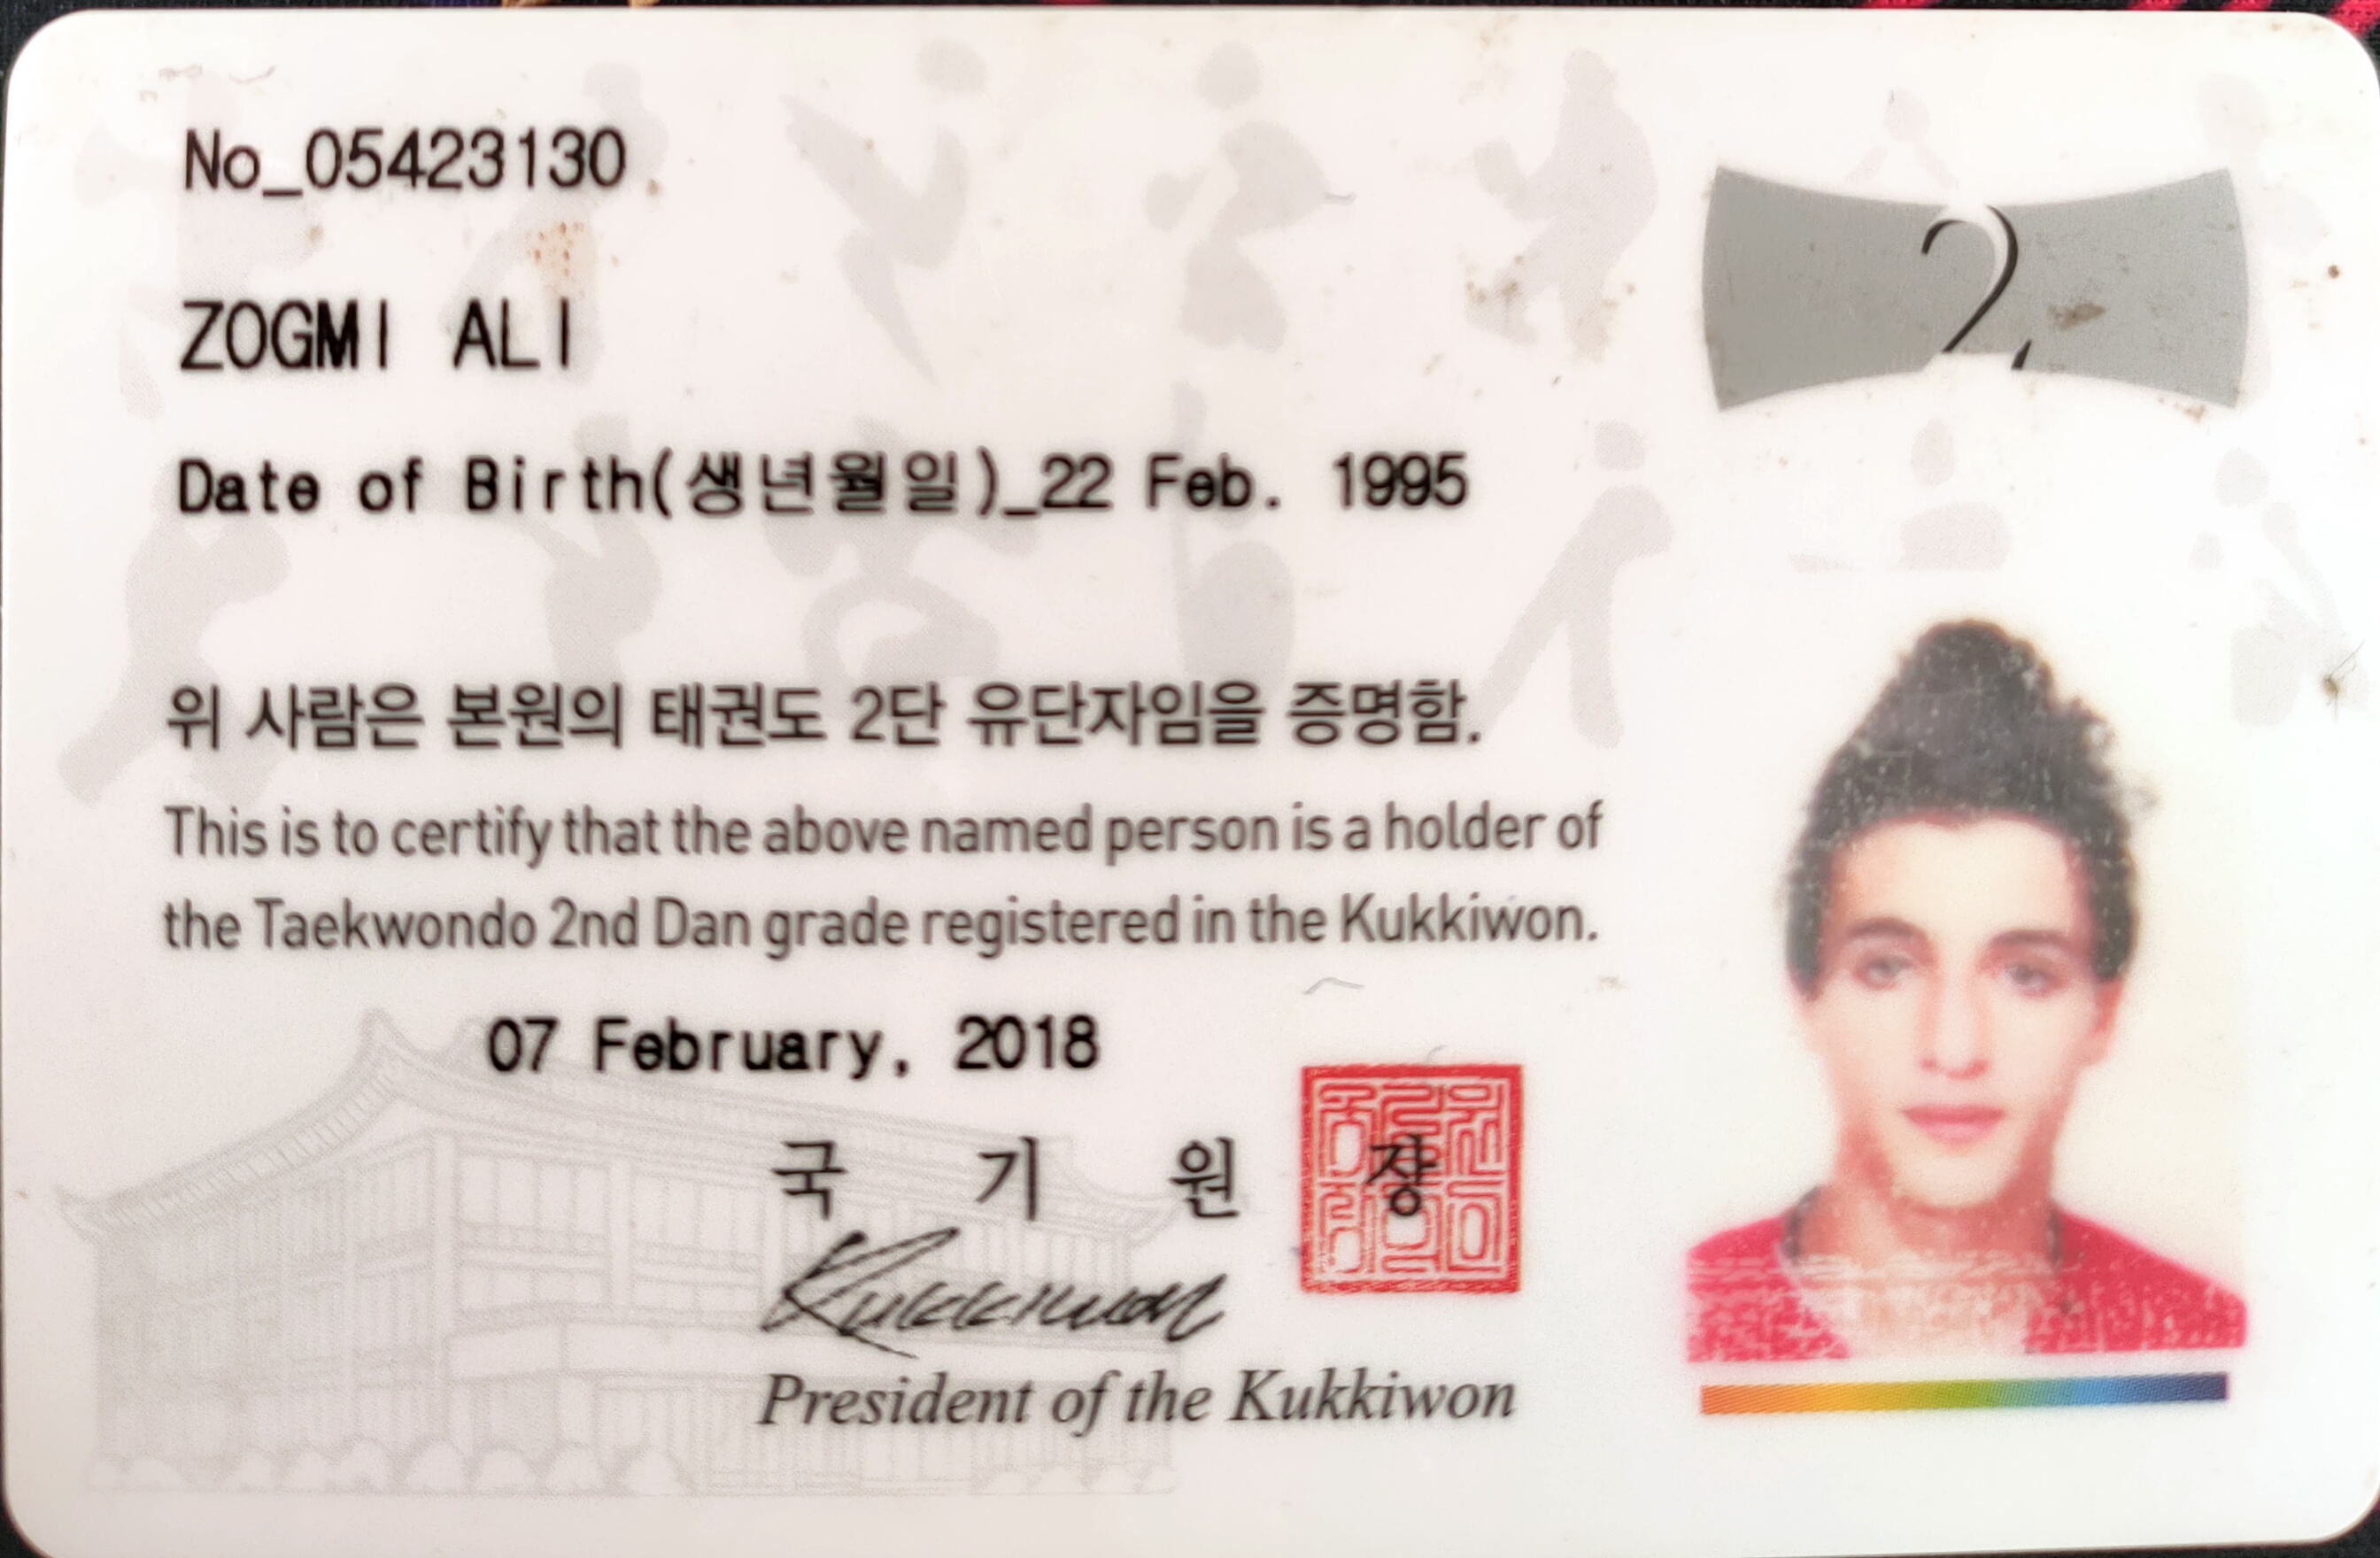 No_05423130
2
ZOGMI ALI
Date of Birth(생년월일)_22 Feb. 1995
위 사람은 본원의 태권도 2단 유단자임을 증명함.
This is to certify that the above named person is a holder of
the Taekwondo 2nd Dan grade registered in the Kukkiwon.
07 February, 2018
국 기 원 장
Kukkiwon
President of the Kukkiwon